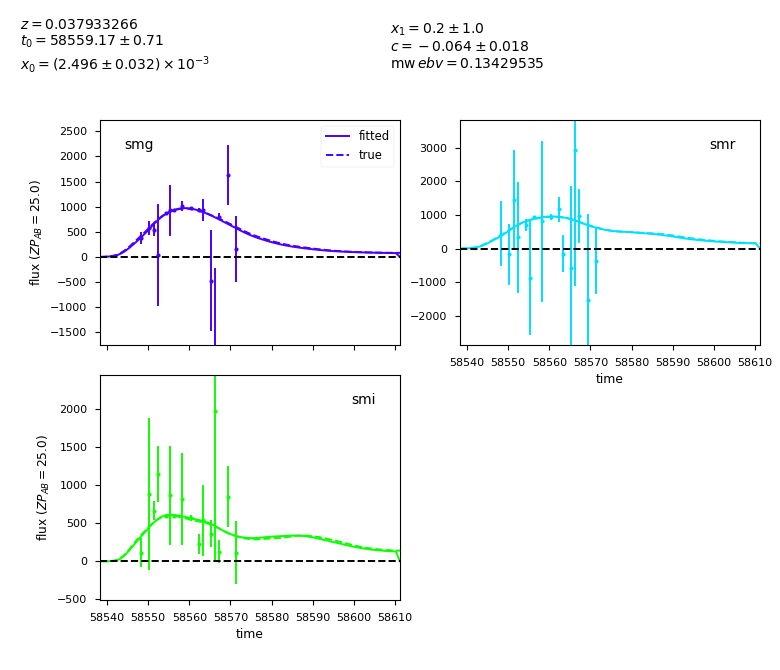 z = 0.037933266
t₀ = 58559.17 ± 0.71
x₀ = (2.496 ± 0.032) × 10⁻³
x₁ = 0.2 ± 1.0
c = −0.064 ± 0.018
mw ebv = 0.13429535
smg
fitted
true
2500
2000
1500
1000
500
0
−500
−1000
−1500
flux (ZP_AB = 25.0)
smr
3000
2000
1000
0
−1000
−2000
58540 58550 58560 58570 58580 58590 58600 58610
time
smi
2000
1500
1000
500
0
−500
flux (ZP_AB = 25.0)
58540 58550 58560 58570 58580 58590 58600 58610
time